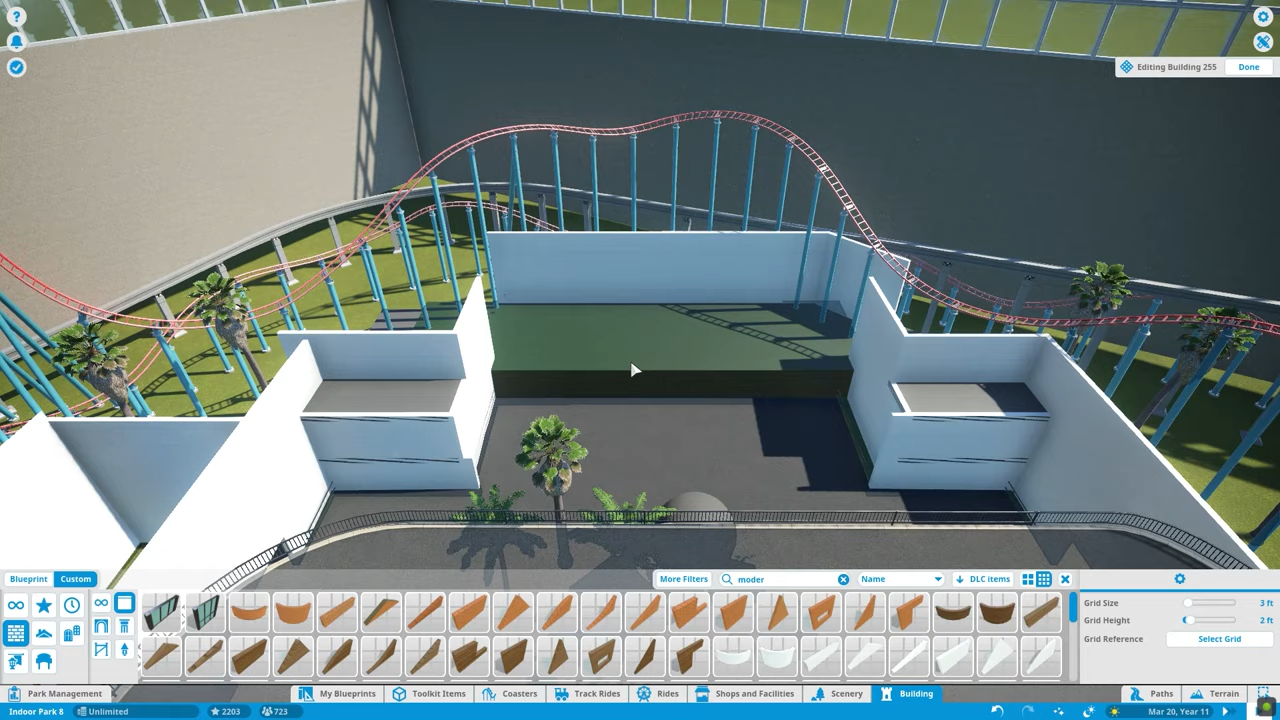 Editing Building 255 Done
Blueprint Custom
More Filters moder Name DLC items
Grid Size 3 ft
Grid Height 2 ft
Grid Reference Select Grid
Park Management My Blueprints Toolkit Items Coasters Track Rides Rides Shops and Facilities Scenery Building Paths Terrain
Indoor Park 8 Unlimited 2203 723 Mar 20, Year 11